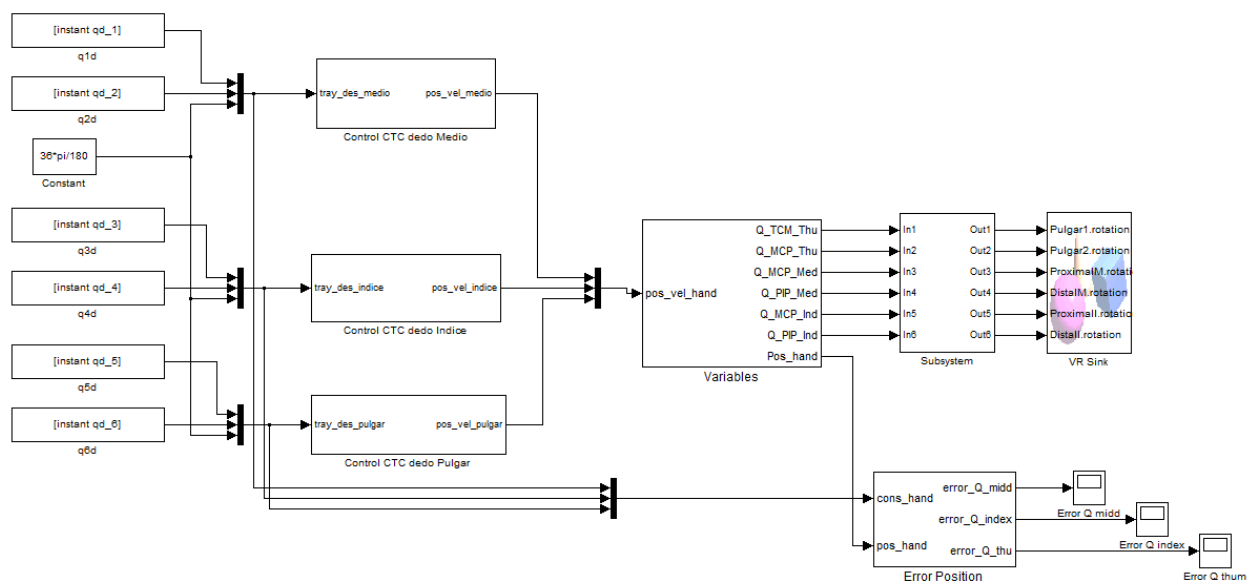 [instant qd_1]
q1d
[instant qd_2]
q2d
36*pi/180
Constant
[instant qd_3]
q3d
[instant qd_4]
q4d
[instant qd_5]
q5d
[instant qd_6]
q6d
tray_des_medio
pos_vel_medio
Control CTC dedo Medio
tray_des_indice
pos_vel_indice
Control CTC dedo Indice
tray_des_pulgar
pos_vel_pulgar
Control CTC dedo Pulgar
pos_vel_hand
Q_TCM_Thu
Q_MCP_Thu
Q_MCP_Med
Q_PIP_Med
Q_MCP_Ind
Q_PIP_Ind
Pos_hand
Variables
In1
In2
In3
In4
In5
In6
Out1
Out2
Out3
Out4
Out5
Out6
Subsystem
Pulgar1.rotation
Pulgar2.rotation
ProximalM.rotati
DistalM.rotation
ProximalI.rotatio
DistalI.rotation
VR Sink
cons_hand
pos_hand
error_Q_midd
error_Q_index
error_Q_thu
Error Position
Error Q midd
Error Q index
Error Q thum